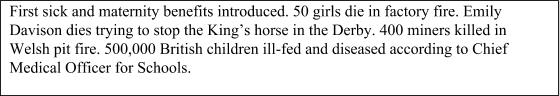 First sick and maternity benefits introduced. 50 girls die in factory fire. Emily
Davison dies trying to stop the King's horse in the Derby. 400 miners killed in
Welsh pit fire. 500,000 British children ill-fed and diseased according to Chief
Medical Officer for Schools.